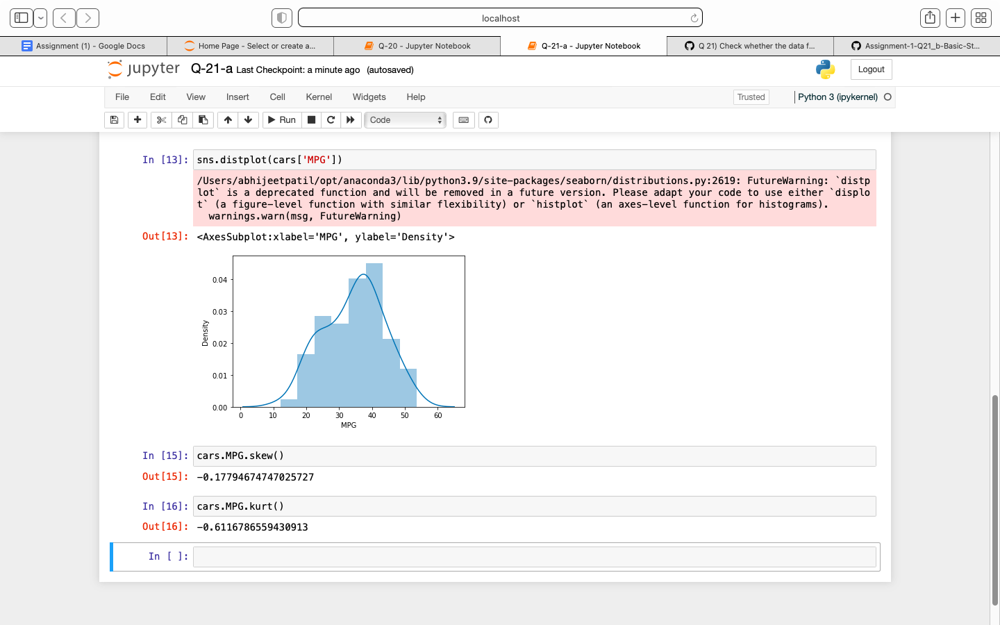 localhost
Assignment (1) - Google Docs
Home Page - Select or create a...
Q-20 - Jupyter Notebook
Q-21-a - Jupyter Notebook
Q 21) Check whether the data f...
Assignment-1-Q21_b-Basic-St...
jupyter Q-21-a Last Checkpoint: a minute ago (autosaved)
Logout
File Edit View Insert Cell Kernel Widgets Help
Trusted
Python 3 (ipykernel)
Run
Code
In [13]: sns.distplot(cars['MPG'])
/Users/abhijeetpatil/opt/anaconda3/lib/python3.9/site-packages/seaborn/distributions.py:2619: FutureWarning: `distp
lot` is a deprecated function and will be removed in a future version. Please adapt your code to use either `displo
t` (a figure-level function with similar flexibility) or `histplot` (an axes-level function for histograms).
warnings.warn(msg, FutureWarning)
Out[13]: <AxesSubplot:xlabel='MPG', ylabel='Density'>
0.04
0.03
0.02
0.01
0.00
Density
0 10 20 30 40 50 60
MPG
In [15]: cars.MPG.skew()
Out[15]: -0.17794674747025727
In [16]: cars.MPG.kurt()
Out[16]: -0.6116786559430913
In [ ]: